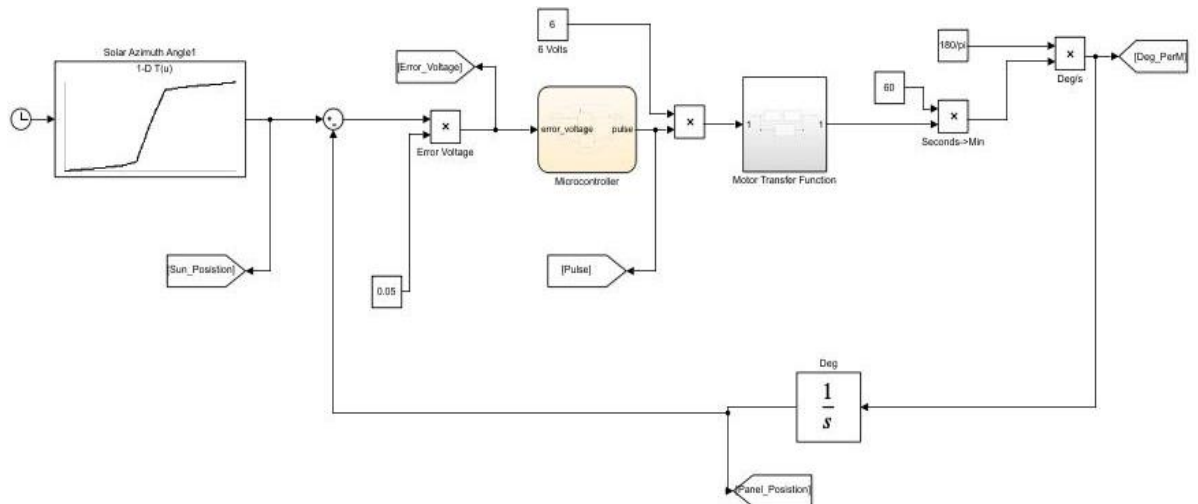 Solar Azimuth Angle1
1-D T(u)
[Sun_Posistion]
+
-
[Error_Voltage]
×
Error Voltage
0.05
6
6 Volts
error_voltage
pulse
Microcontroller
[Pulse]
×
1
1
Motor Transfer Function
60
×
Seconds->Min
180/pi
×
Deg/s
[Deg_PerM]
Deg
1
s
[Panel_Posistion]